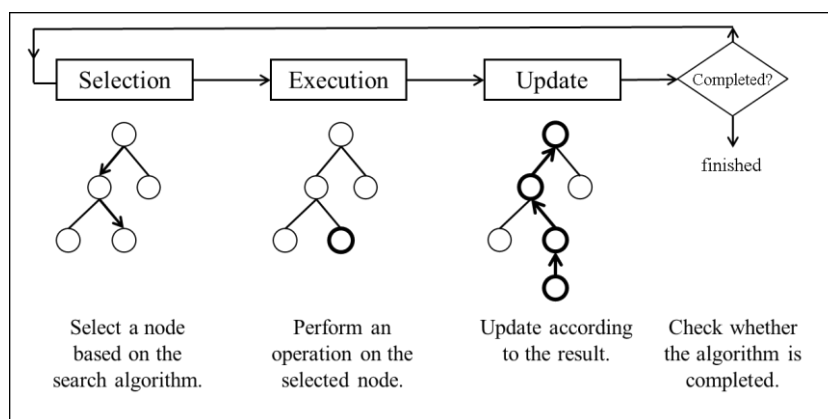 Selection
Execution
Update
Completed?
finished
Select a node
based on the
search algorithm.
Perform an
operation on the
selected node.
Update according
to the result.
Check whether
the algorithm is
completed.